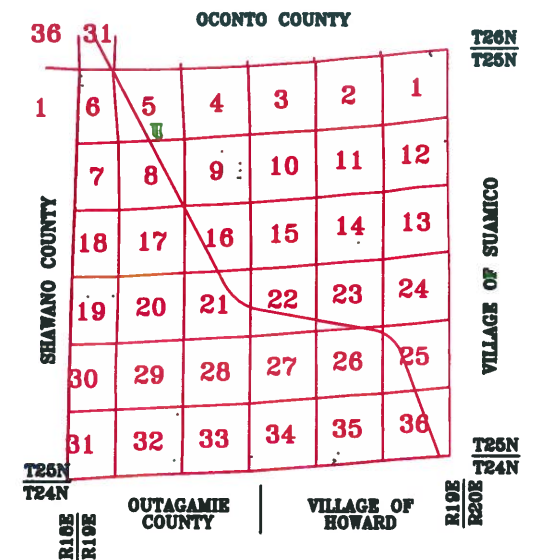 OCONTO COUNTY
36 31
T26N
T25N
1 6 5 4 3 2 1
7 8 9 10 11 12
18 17 16 15 14 13
19 20 21 22 23 24
30 29 28 27 26 25
31 32 33 34 35 36
SHAWANO COUNTY
VILLAGE OF SUAMICO
T25N
T24N
T25N
T24N
R18E
R19E
OUTAGAMIE
COUNTY
VILLAGE OF
HOWARD
R19E
R20E